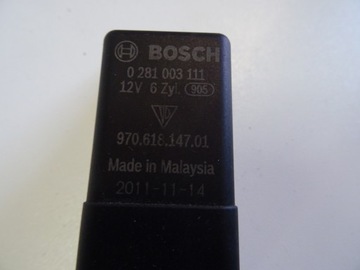 BOSCH
0 281 003 111
12V 6 Zyl. 905
970.618.147.01
Made in Malaysia
2011-11-14